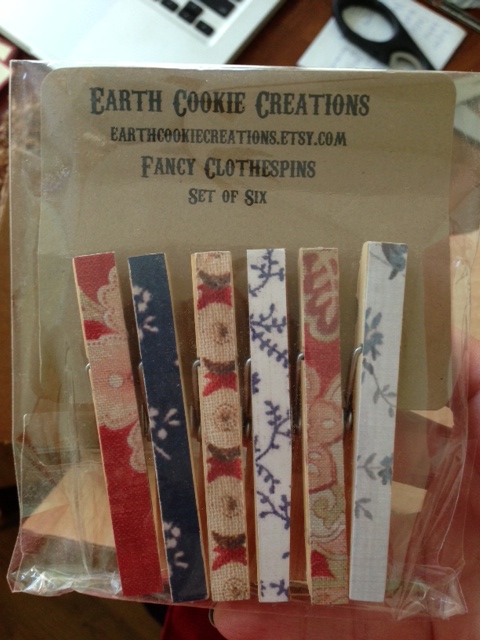 Earth Cookie Creations
earthcookiecreations.etsy.com
Fancy Clothespins
Set of Six